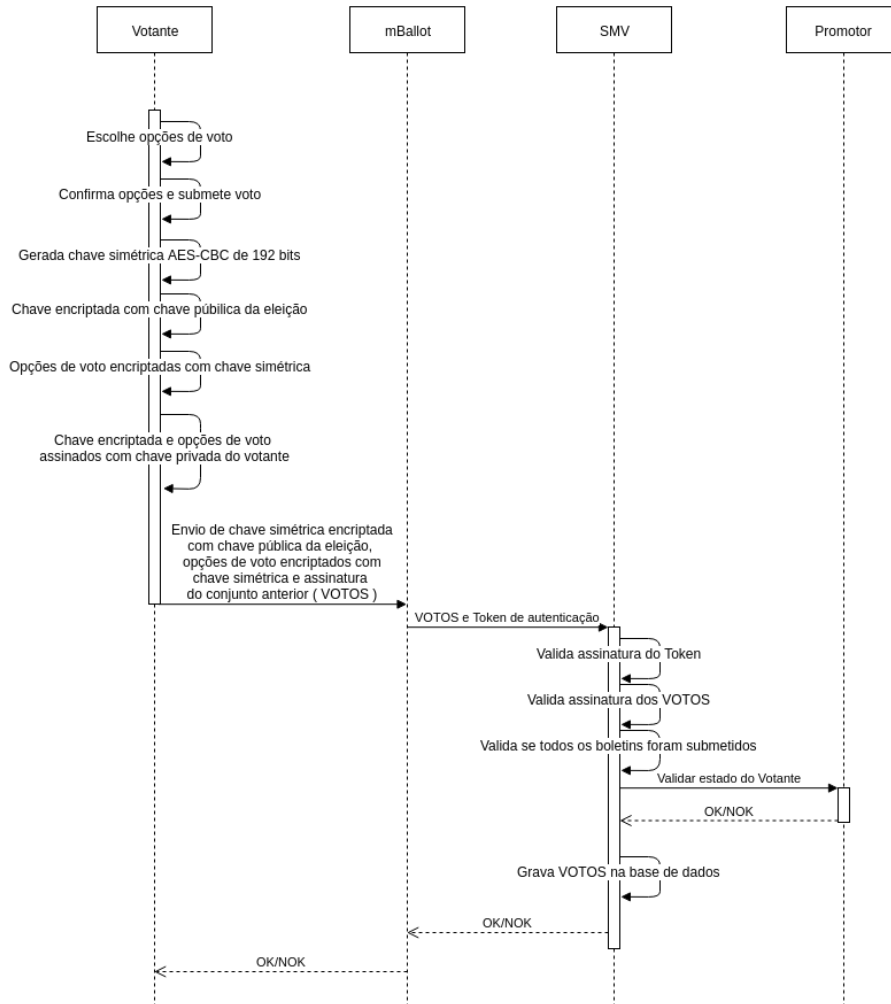 Votante
mBallot
SMV
Promotor
Escolhe opções de voto
Confirma opções e submete voto
Gerada chave simétrica AES-CBC de 192 bits
Chave encriptada com chave púbilica da eleição
Opções de voto encriptadas com chave simétrica
Chave encriptada e opções de voto
assinados com chave privada do votante
Envio de chave simétrica encriptada
com chave pública da eleição,
opções de voto encriptados com
chave simétrica e assinatura
do conjunto anterior ( VOTOS )
VOTOS e Token de autenticação
Valida assinatura do Token
Valida assinatura dos VOTOS
Valida se todos os boletins foram submetidos
Validar estado do Votante
OK/NOK
Grava VOTOS na base de dados
OK/NOK
OK/NOK